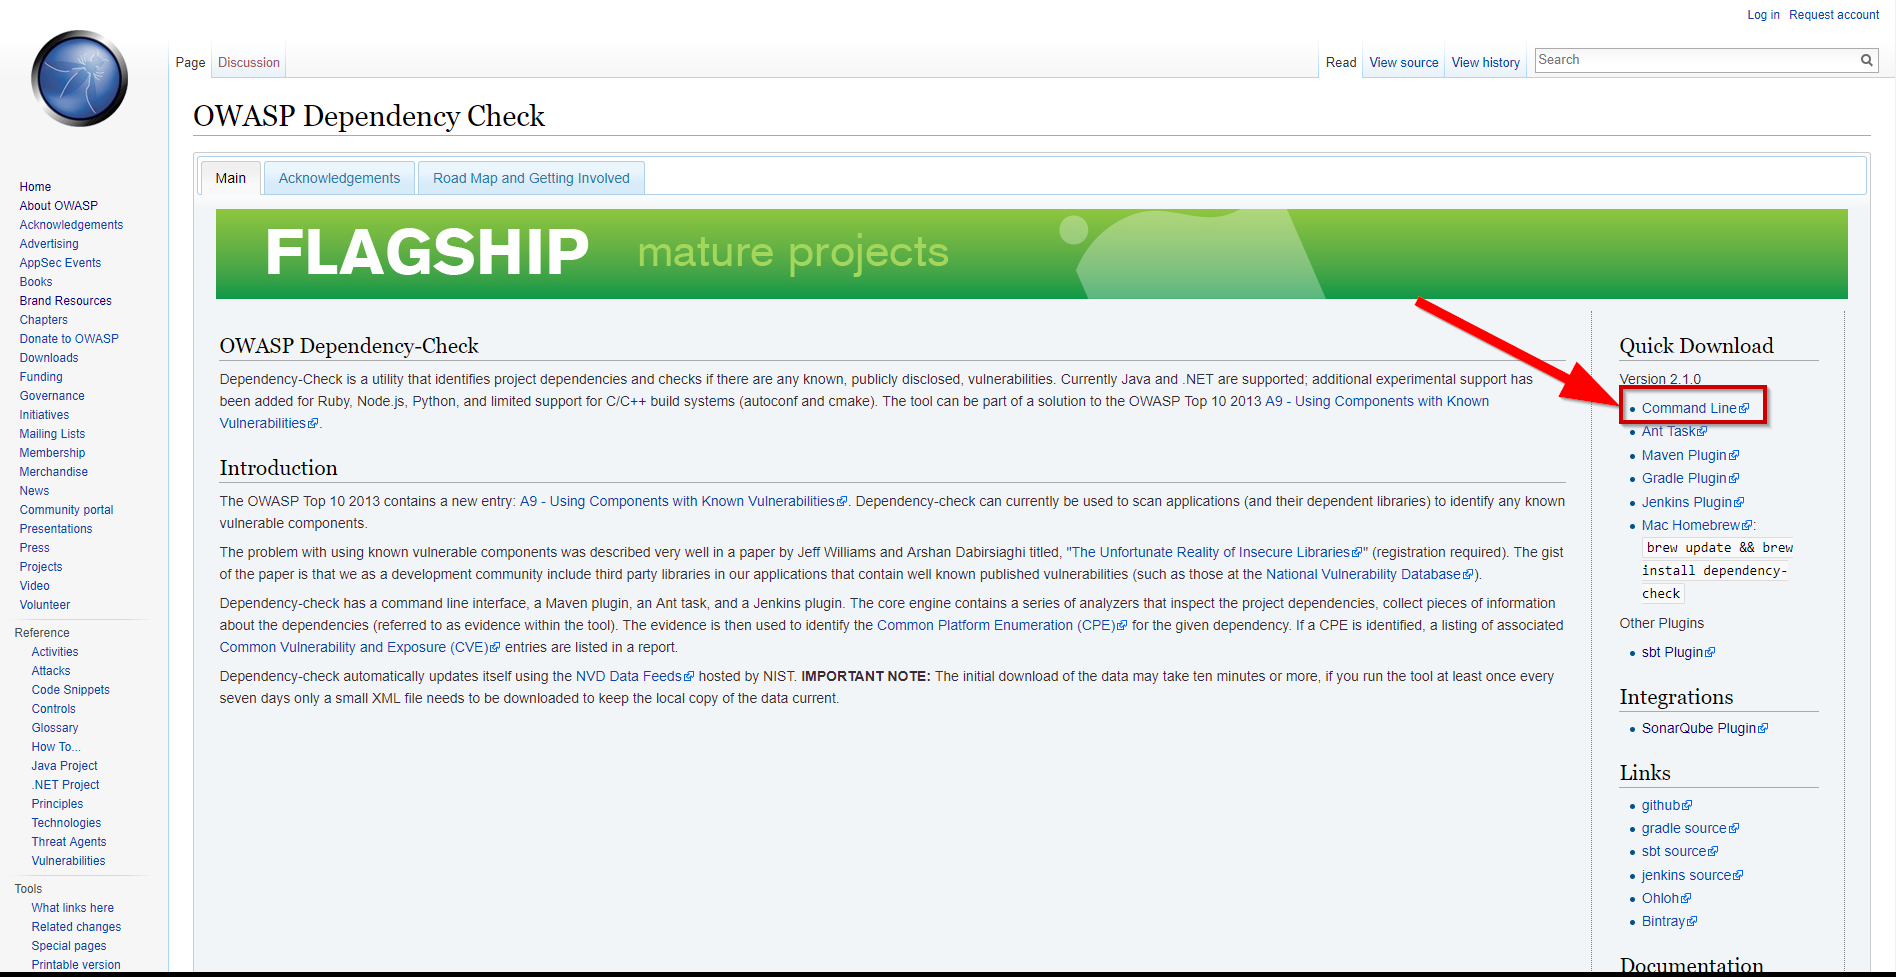 Log in Request account
Page Discussion Read View source View history Search
OWASP Dependency Check
Main Acknowledgements Road Map and Getting Involved
FLAGSHIP mature projects
Home
About OWASP
Acknowledgements
Advertising
AppSec Events
Books
Brand Resources
Chapters
Donate to OWASP
Downloads
Funding
Governance
Initiatives
Mailing Lists
Membership
Merchandise
News
Community portal
Presentations
Press
Projects
Video
Volunteer
Reference
Activities
Attacks
Code Snippets
Controls
Glossary
How To...
Java Project
.NET Project
Principles
Technologies
Threat Agents
Vulnerabilities
Tools
What links here
Related changes
Special pages
Printable version
OWASP Dependency-Check
Dependency-Check is a utility that identifies project dependencies and checks if there are any known, publicly disclosed, vulnerabilities. Currently Java and .NET are supported; additional experimental support has
been added for Ruby, Node.js, Python, and limited support for C/C++ build systems (autoconf and cmake). The tool can be part of a solution to the OWASP Top 10 2013 A9 - Using Components with Known
Vulnerabilities.
Introduction
The OWASP Top 10 2013 contains a new entry: A9 - Using Components with Known Vulnerabilities. Dependency-check can currently be used to scan applications (and their dependent libraries) to identify any known
vulnerable components.
The problem with using known vulnerable components was described very well in a paper by Jeff Williams and Arshan Dabirsiaghi titled, "The Unfortunate Reality of Insecure Libraries" (registration required). The gist
of the paper is that we as a development community include third party libraries in our applications that contain well known published vulnerabilities (such as those at the National Vulnerability Database).
Dependency-check has a command line interface, a Maven plugin, an Ant task, and a Jenkins plugin. The core engine contains a series of analyzers that inspect the project dependencies, collect pieces of information
about the dependencies (referred to as evidence within the tool). The evidence is then used to identify the Common Platform Enumeration (CPE) for the given dependency. If a CPE is identified, a listing of associated
Common Vulnerability and Exposure (CVE) entries are listed in a report.
Dependency-check automatically updates itself using the NVD Data Feeds hosted by NIST. IMPORTANT NOTE: The initial download of the data may take ten minutes or more, if you run the tool at least once every
seven days only a small XML file needs to be downloaded to keep the local copy of the data current.
Quick Download
Version 2.1.0
Command Line
Ant Task
Maven Plugin
Gradle Plugin
Jenkins Plugin
Mac Homebrew:
brew update && brew
install dependency-
check
Other Plugins
sbt Plugin
Integrations
SonarQube Plugin
Links
github
gradle source
sbt source
jenkins source
Ohloh
Bintray
Documentation